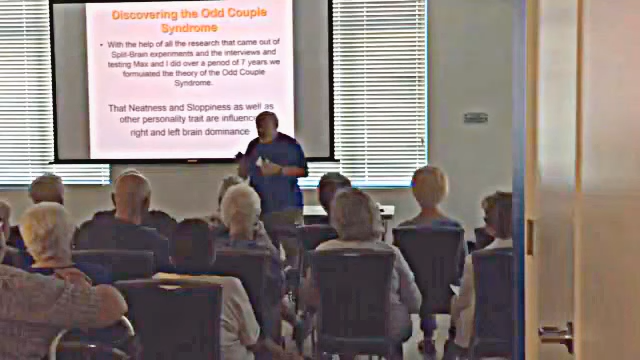 Discovering the Odd Couple
Syndrome
• With the help of all the research that came out of
Split-Brain experiments and the interviews and
testing Max and I did over a period of 7 years we
formulated the theory of the Odd Couple
Syndrome.
That Neatness and Sloppiness as well as
other personality trait are influenc
right and left brain dominance